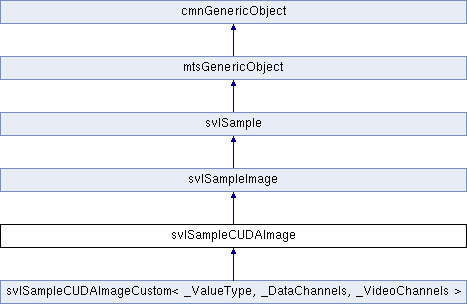 cmnGenericObject
mtsGenericObject
svlSample
svlSampleImage
svlSampleCUDAImage
svlSampleCUDAImageCustom< _ValueType, _DataChannels, _VideoChannels >